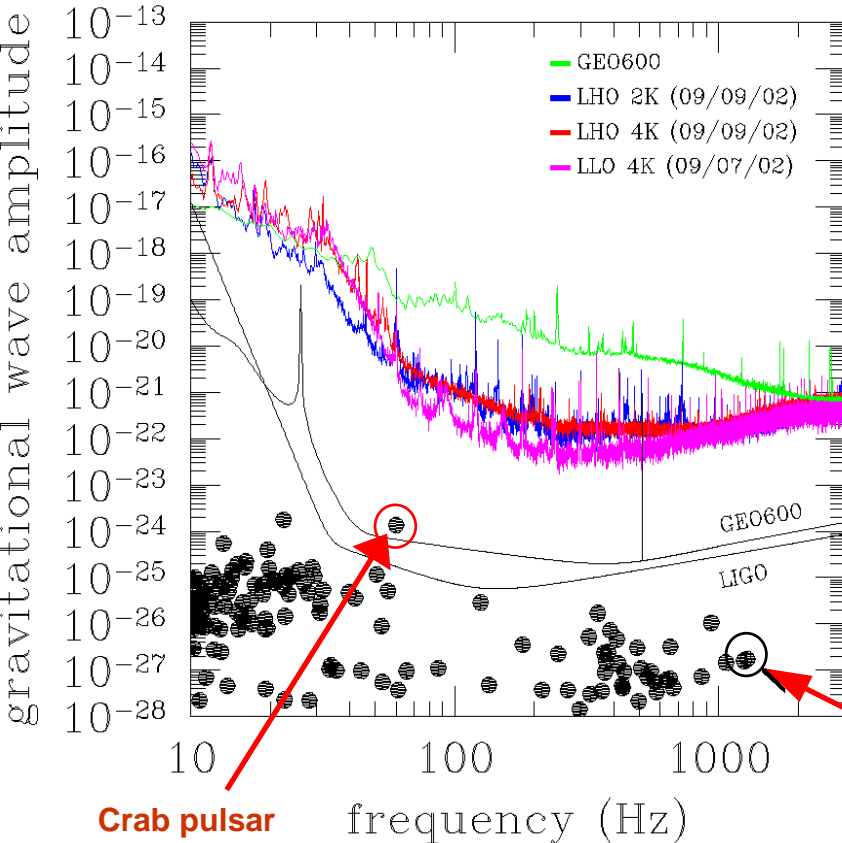 gravitational wave amplitude
10-13
10-14
10-15
10-16
10-17
10-18
10-19
10-20
10-21
10-22
10-23
10-24
10-25
10-26
10-27
10-28
GEO600
LHO 2K (09/09/02)
LHO 4K (09/09/02)
LLO 4K (09/07/02)
GEO600
LIGO
10
100
1000
Crab pulsar
frequency (Hz)